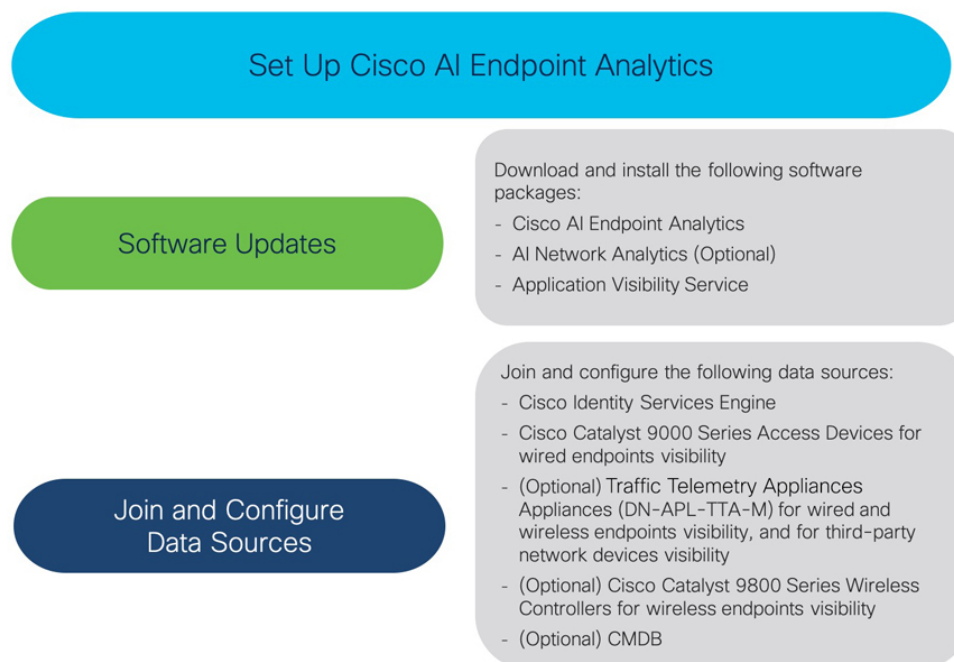 Set Up Cisco AI Endpoint Analytics
Software Updates
Download and install the following software
packages:
- Cisco AI Endpoint Analytics
- AI Network Analytics (Optional)
- Application Visibility Service
Join and Configure
Data Sources
Join and configure the following data sources:
- Cisco Identity Services Engine
- Cisco Catalyst 9000 Series Access Devices for
wired endpoints visibility
- (Optional) Traffic Telemetry Appliances
Appliances (DN-APL-TTA-M) for wired and
wireless endpoints visibility, and for third-party
network devices visibility
- (Optional) Cisco Catalyst 9800 Series Wireless
Controllers for wireless endpoints visibility
- (Optional) CMDB